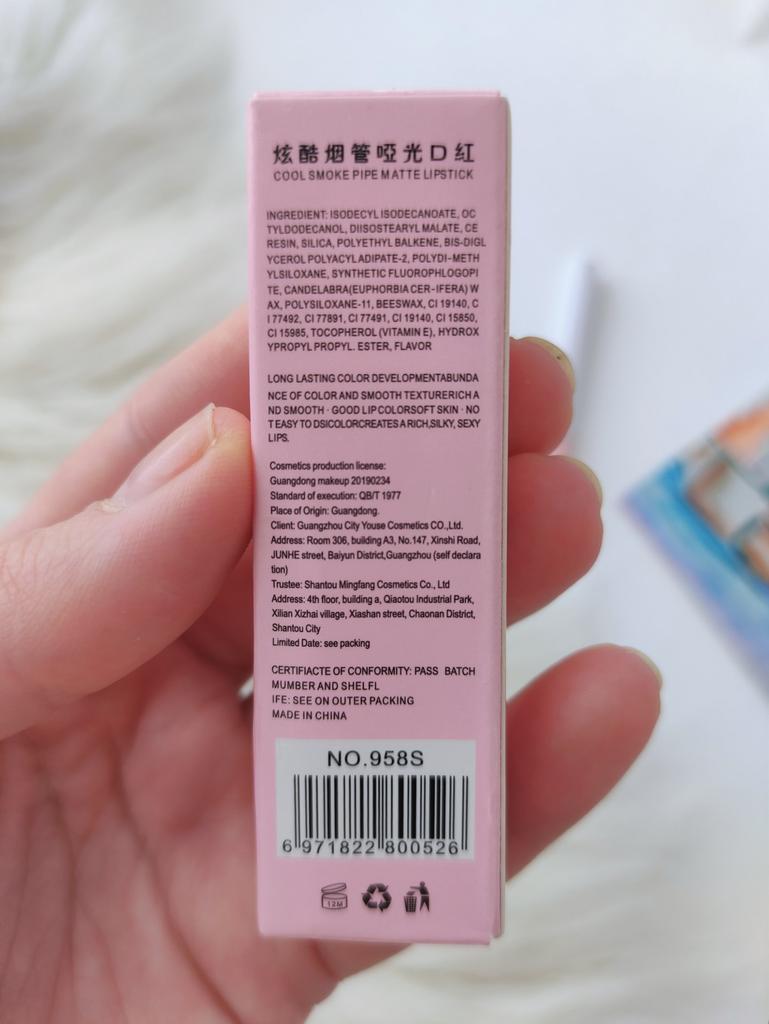 炫酷烟管哑光口红
COOL SMOKE PIPE MATTE LIPSTICK
INGREDIENT: ISODECYL ISODECANOATE, OC
TYLDODECANOL, DIISOSTEARYL MALATE, CE
RESIN, SILICA, POLYETHYL BALKENE, BIS-DIGL
YCEROL POLYACYLADIPATE-2, POLYDI-METH
YLSILOXANE, SYNTHETIC FLUOROPHLOGOPI
TE, CANDELABRA(EUPHORBIA CER-IFERA) W
AX, POLYSILOXANE-11, BEESWAX, CI 19140, C
I 77492, CI 77891, CI 77491, CI 19140, CI 15850,
CI 15985, TOCOPHEROL (VITAMIN E), HYDROX
YPROPYL PROPYL. ESTER, FLAVOR
LONG LASTING COLOR DEVELOPMENTABUNDA
NCE OF COLOR AND SMOOTH TEXTURERICH A
ND SMOOTH · GOOD LIP COLORSOFT SKIN · NO
T EASY TO DSICOLORCREATES A RICH,SILKY, SEXY
LIPS.
Cosmetics production license:
Guangdong makeup 20190234
Standard of execution: QB/T 1977
Place of Origin: Guangdong.
Client: Guangzhou City Youse Cosmetics CO.,Ltd.
Address: Room 306, building A3, No.147, Xinshi Road,
JUNHE street, Baiyun District,Guangzhou (self declara
tion)
Trustee: Shantou Mingfang Cosmetics Co., Ltd
Address: 4th floor, building a, Qiaotou Industrial Park,
Xilian Xizhai village, Xiashan street, Chaonan District,
Shantou City
Limited Date: see packing
CERTIFIACTE OF CONFORMITY: PASS BATCH
MUMBER AND SHELFL
IFE: SEE ON OUTER PACKING
MADE IN CHINA
NO.958S
6 971822 800526
12M